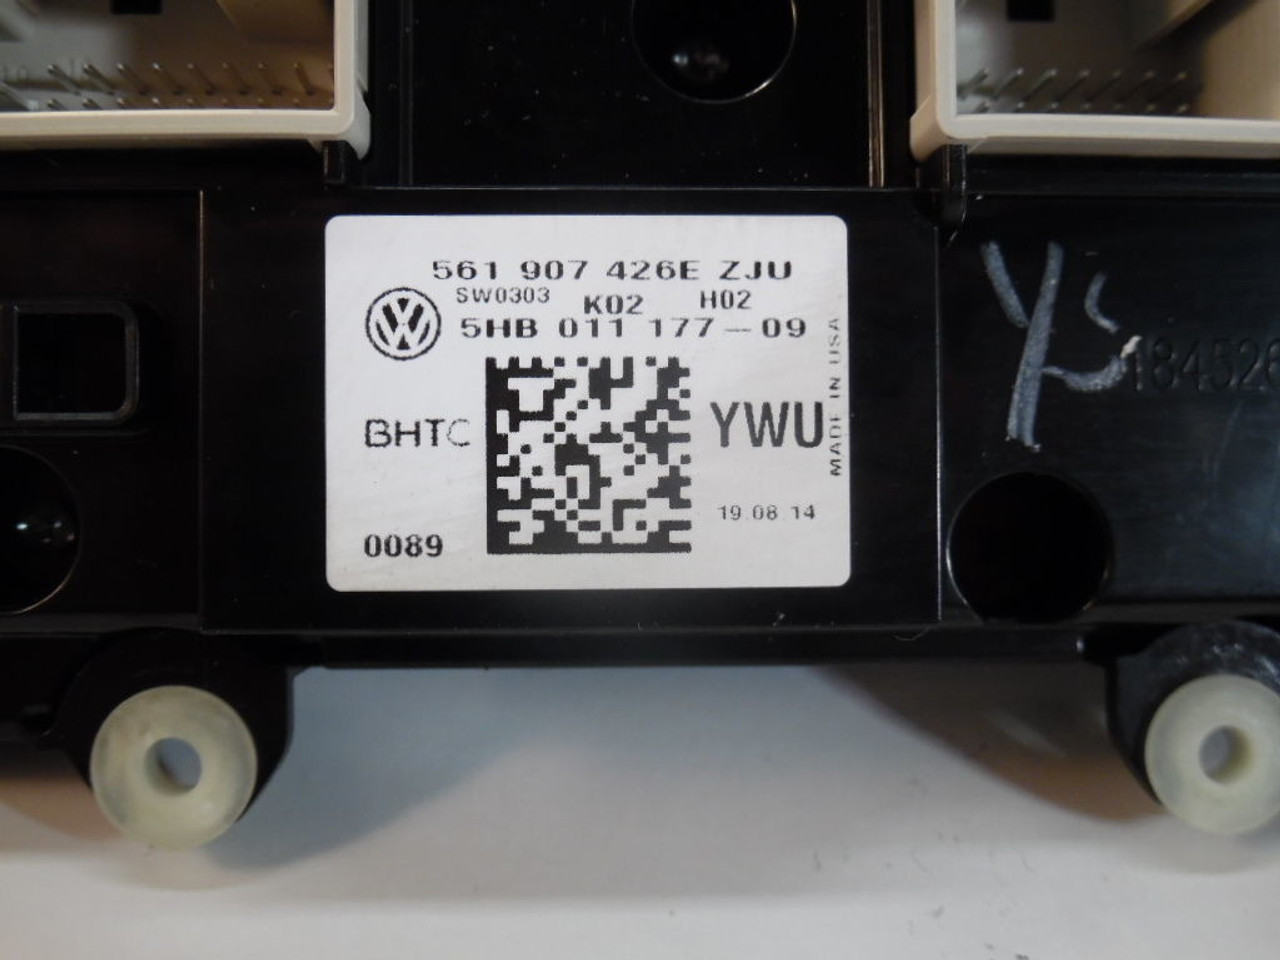 561 907 426E ZJU
SW0303 K02 H02
5HB 011 177-09
BHTC
YWU
MADE IN USA
19.08.14
0089
184526